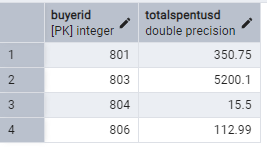 buyerid totalspentusd
[PK] integer double precision
1 801 350.75
2 803 5200.1
3 804 15.5
4 806 112.99